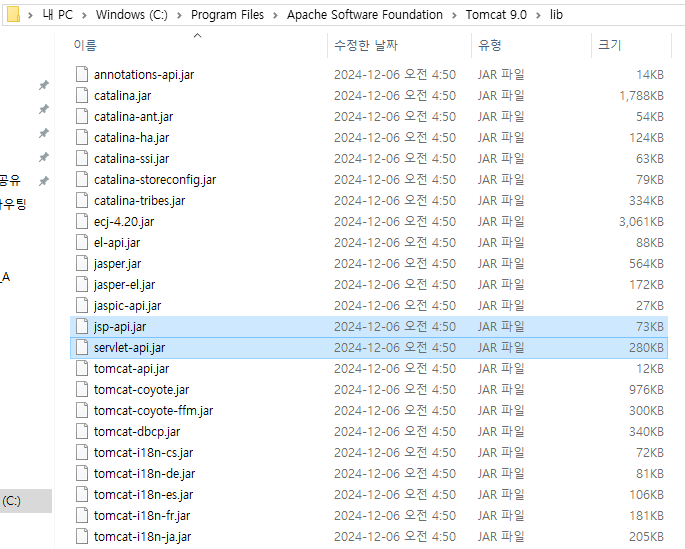 내 PC > Windows (C:) > Program Files > Apache Software Foundation > Tomcat 9.0 > lib
이름 수정한 날짜 유형 크기
annotations-api.jar 2024-12-06 오전 4:50 JAR 파일 14KB
catalina.jar 2024-12-06 오전 4:50 JAR 파일 1,788KB
catalina-ant.jar 2024-12-06 오전 4:50 JAR 파일 54KB
catalina-ha.jar 2024-12-06 오전 4:50 JAR 파일 124KB
catalina-ssi.jar 2024-12-06 오전 4:50 JAR 파일 63KB
공유 catalina-storeconfig.jar 2024-12-06 오전 4:50 JAR 파일 79KB
catalina-tribes.jar 2024-12-06 오전 4:50 JAR 파일 334KB
ecj-4.20.jar 2024-12-06 오전 4:50 JAR 파일 3,061KB
el-api.jar 2024-12-06 오전 4:50 JAR 파일 88KB
jasper.jar 2024-12-06 오전 4:50 JAR 파일 564KB
_A jasper-el.jar 2024-12-06 오전 4:50 JAR 파일 172KB
jaspic-api.jar 2024-12-06 오전 4:50 JAR 파일 27KB
jsp-api.jar 2024-12-06 오전 4:50 JAR 파일 73KB
servlet-api.jar 2024-12-06 오전 4:50 JAR 파일 280KB
tomcat-api.jar 2024-12-06 오전 4:50 JAR 파일 12KB
tomcat-coyote.jar 2024-12-06 오전 4:50 JAR 파일 976KB
tomcat-coyote-ffm.jar 2024-12-06 오전 4:50 JAR 파일 300KB
tomcat-dbcp.jar 2024-12-06 오전 4:50 JAR 파일 340KB
tomcat-i18n-cs.jar 2024-12-06 오전 4:50 JAR 파일 72KB
tomcat-i18n-de.jar 2024-12-06 오전 4:50 JAR 파일 81KB
(C:) tomcat-i18n-es.jar 2024-12-06 오전 4:50 JAR 파일 106KB
tomcat-i18n-fr.jar 2024-12-06 오전 4:50 JAR 파일 181KB
tomcat-i18n-ja.jar 2024-12-06 오전 4:50 JAR 파일 205KB